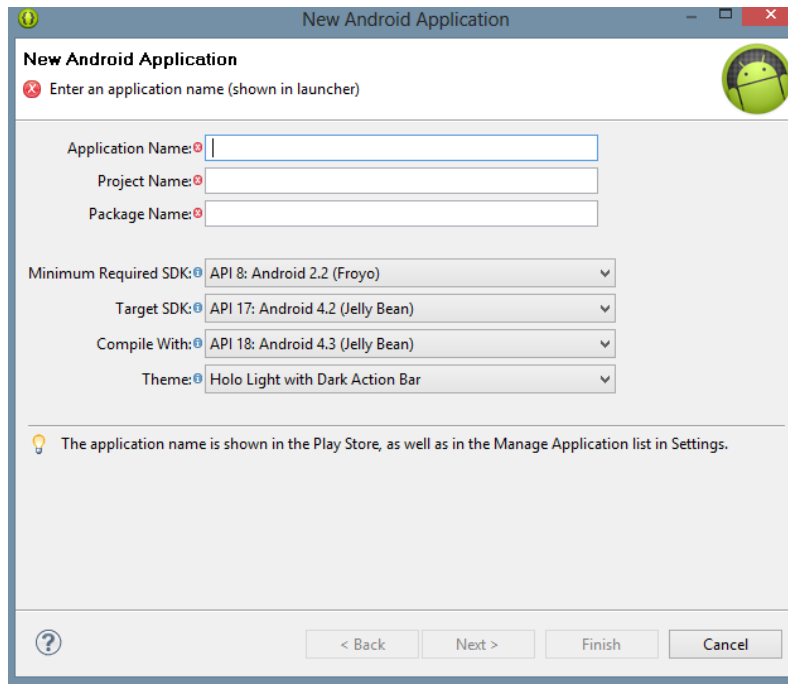 New Android Application
New Android Application
Enter an application name (shown in launcher)
Application Name:
Project Name:
Package Name:
Minimum Required SDK: API 8: Android 2.2 (Froyo)
Target SDK: API 17: Android 4.2 (Jelly Bean)
Compile With: API 18: Android 4.3 (Jelly Bean)
Theme: Holo Light with Dark Action Bar
The application name is shown in the Play Store, as well as in the Manage Application list in Settings.
< Back Next > Finish Cancel